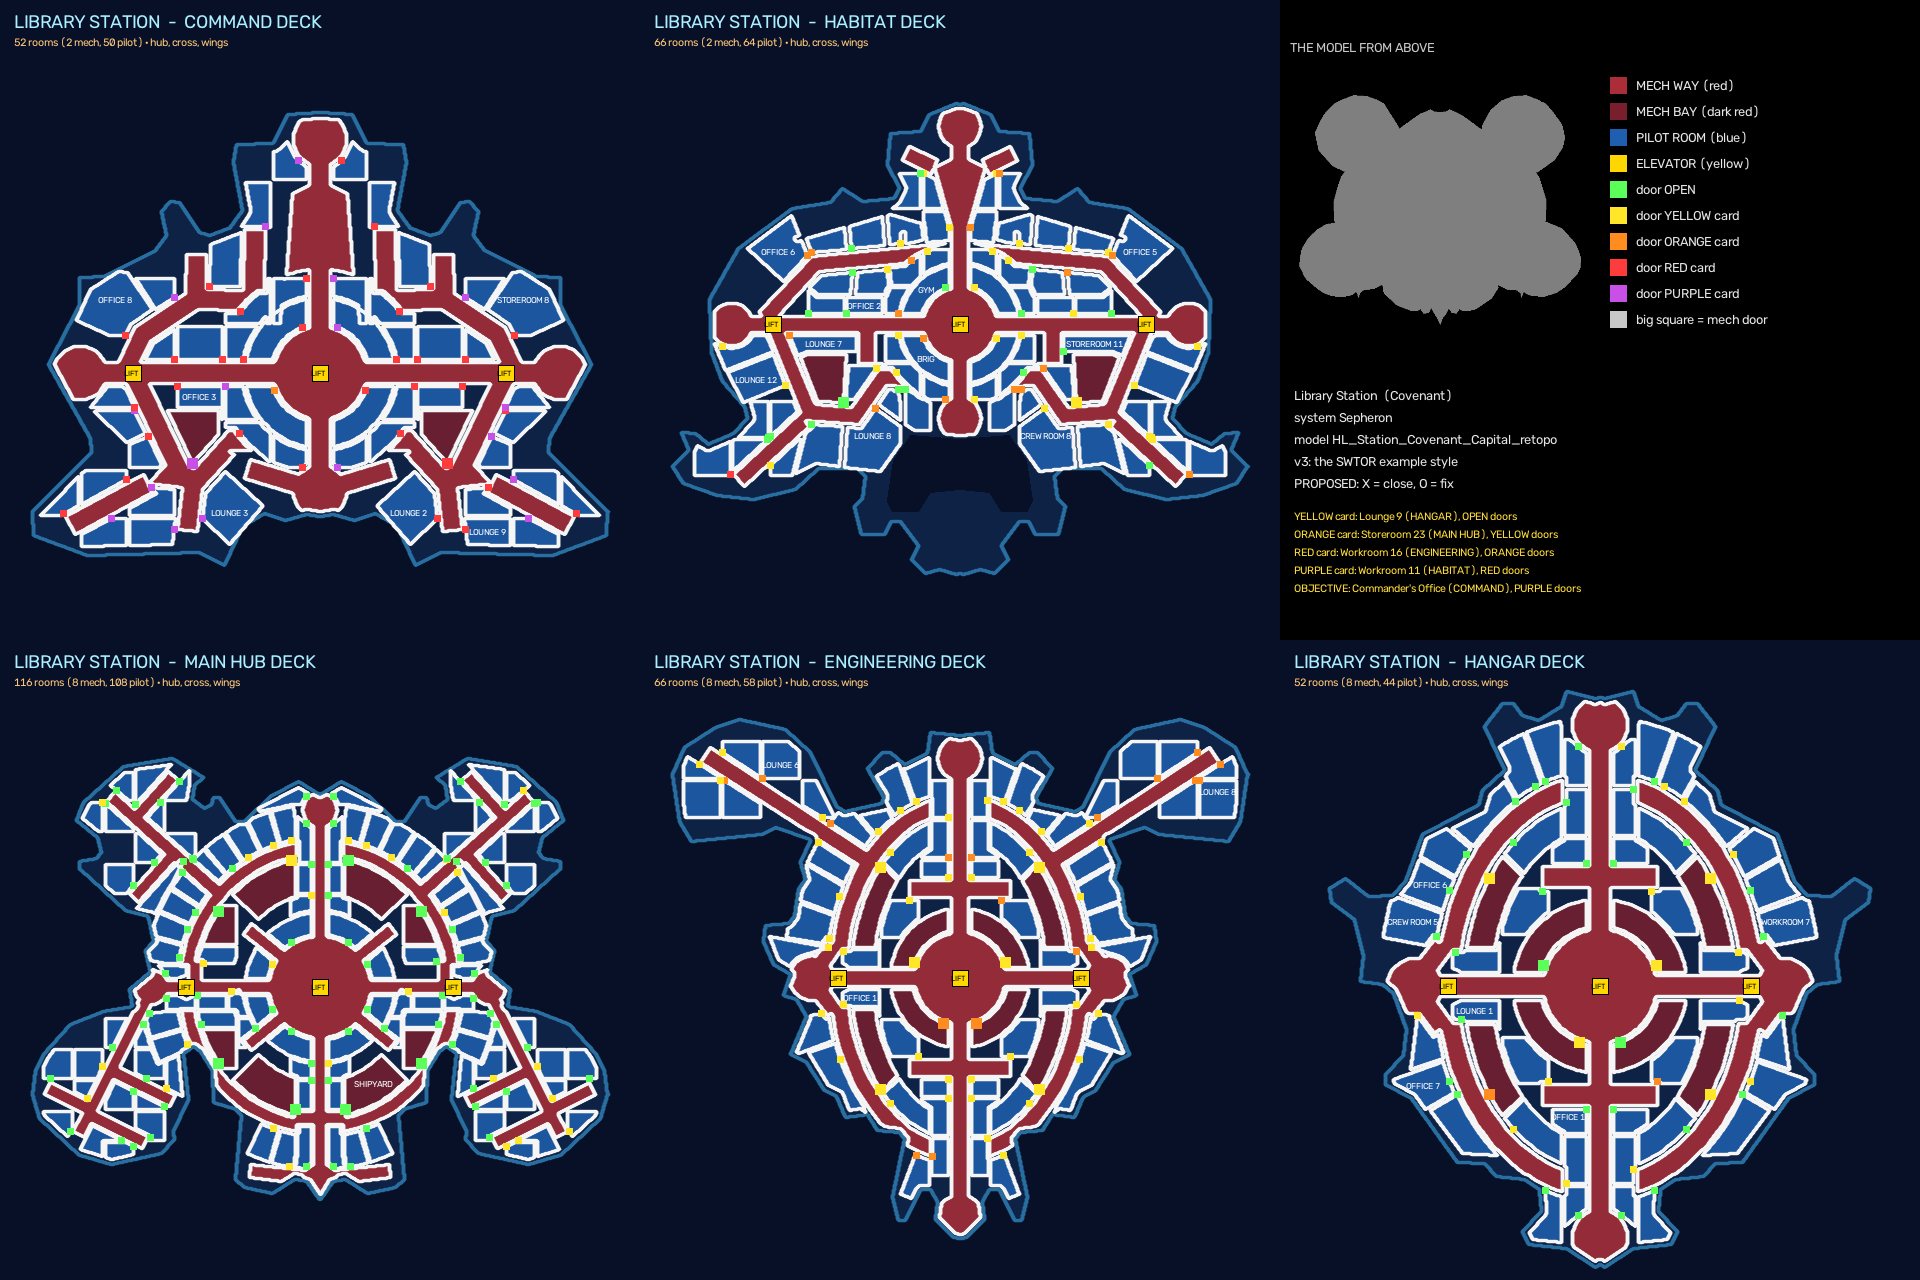 LIBRARY STATION - COMMAND DECK
52 rooms (2 mech, 50 pilot) • hub, cross, wings
OFFICE 8
STOREROOM 8
LIFT
LIFT
LIFT
OFFICE 3
LOUNGE 3
LOUNGE 2
LOUNGE 9
LIBRARY STATION - HABITAT DECK
66 rooms (2 mech, 64 pilot) • hub, cross, wings
OFFICE 6
OFFICE 5
GYM
OFFICE 2
LIFT
LIFT
LIFT
LOUNGE 7
STOREROOM 11
BRIG
LOUNGE 12
LOUNGE 8
CREW ROOM 8
THE MODEL FROM ABOVE
MECH WAY (red)
MECH BAY (dark red)
PILOT ROOM (blue)
ELEVATOR (yellow)
door OPEN
door YELLOW card
door ORANGE card
door RED card
door PURPLE card
big square = mech door
Library Station (Covenant)
system Sepheron
model HL_Station_Covenant_Capital_retopo
v3: the SWTOR example style
PROPOSED: X = close, O = fix
YELLOW card: Lounge 9 (HANGAR), OPEN doors
ORANGE card: Storeroom 23 (MAIN HUB), YELLOW doors
RED card: Workroom 16 (ENGINEERING), ORANGE doors
PURPLE card: Workroom 11 (HABITAT), RED doors
OBJECTIVE: Commander's Office (COMMAND), PURPLE doors
LIBRARY STATION - MAIN HUB DECK
116 rooms (8 mech, 108 pilot) • hub, cross, wings
LIFT
LIFT
LIFT
SHIPYARD
LIBRARY STATION - ENGINEERING DECK
66 rooms (8 mech, 58 pilot) • hub, cross, wings
LOUNGE 6
LOUNGE 8
LIFT
LIFT
LIFT
OFFICE 1
LIBRARY STATION - HANGAR DECK
52 rooms (8 mech, 44 pilot) • hub, cross, wings
OFFICE 6
CREW ROOM 5
WORKROOM 7
LIFT
LIFT
LIFT
LOUNGE 1
OFFICE 7
OFFICE 1